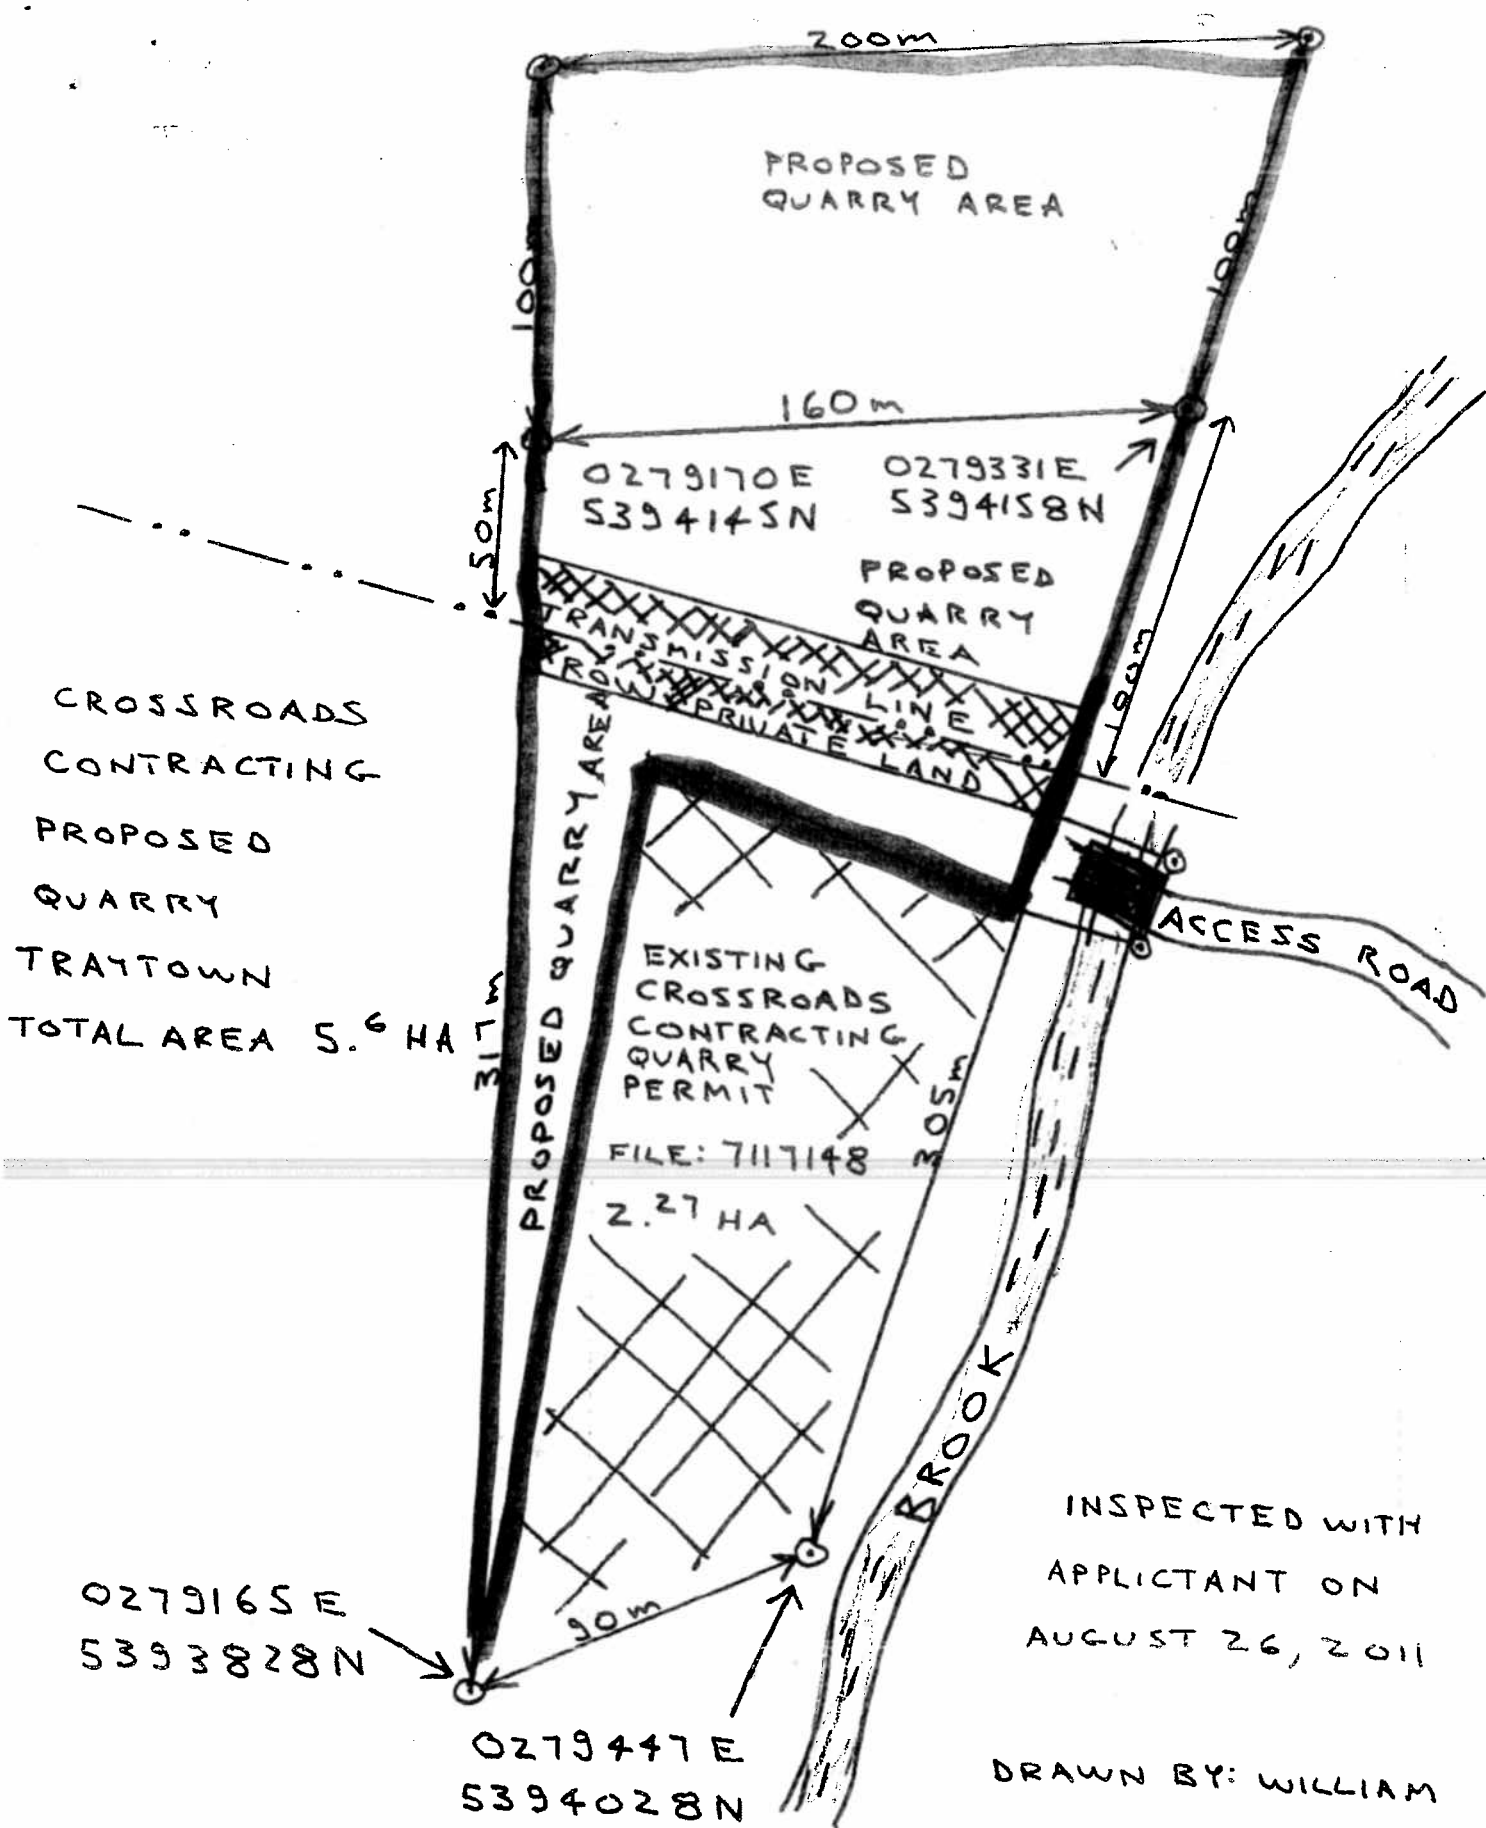 200m
PROPOSED
QUARRY AREA
100m
100m
160m
0279170E
5394145N
0279331E
5394158N
50m
100m
PROPOSED
QUARRY
AREA
TRANSMISSION LINE
ROW PRIVATE LAND
CROSSROADS
CONTRACTING
PROPOSED
QUARRY
TRAYTOWN
TOTAL AREA 5.6 HA
317m
PROPOSED QUARRY AREA
EXISTING
CROSSROADS
CONTRACTING
QUARRY
PERMIT
FILE: 7117148
2.27 HA
305m
ACCESS ROAD
BROOK
90m
0279165E
5393828N
0279447E
5394028N
INSPECTED WITH
APPLICTANT ON
AUGUST 26, 2011
DRAWN BY: WILLIAM